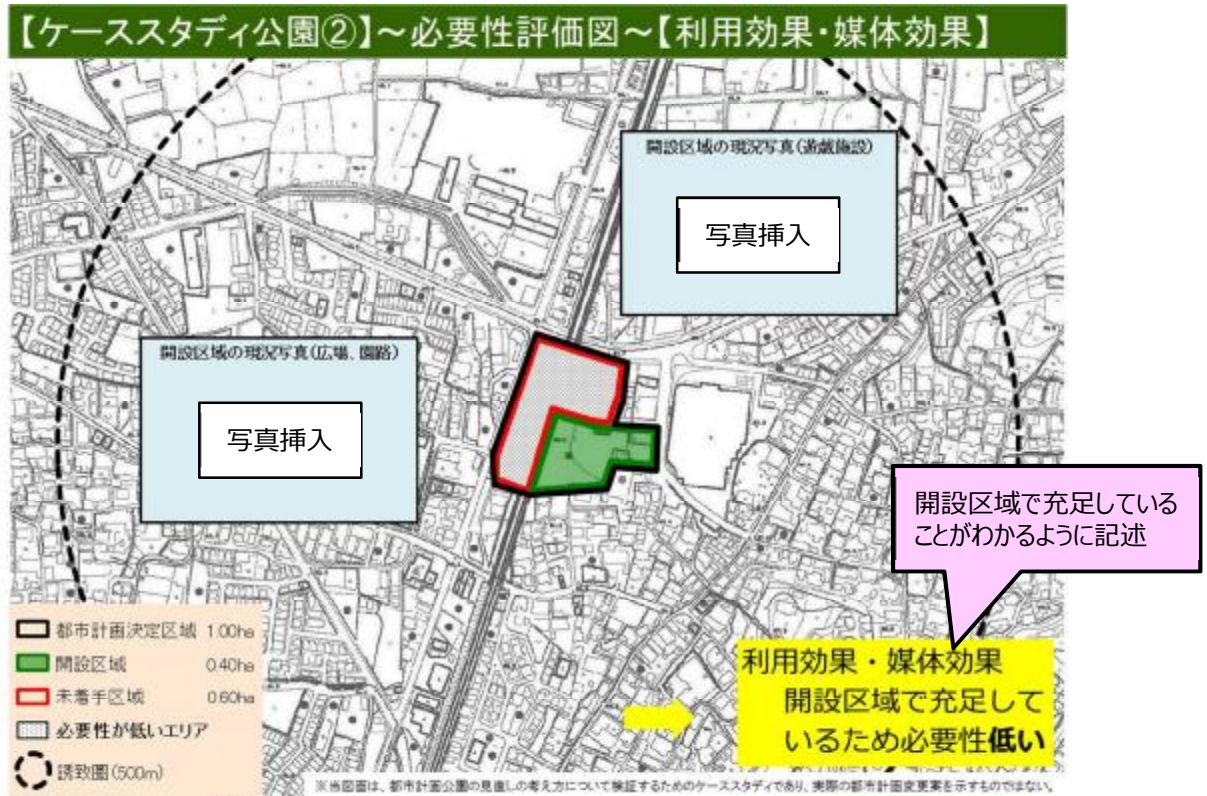 【ケーススタディ公園②】～必要性評価図～【利用効果・媒体効果】
開設区域の現況写真(遊戯施設)
写真挿入
開設区域の現況写真(広場、園路)
写真挿入
開設区域で充足している
ことがわかるように記述
都市計画決定区域 1.00ha
開設区域 0.40ha
未着手区域 0.60ha
必要性が低いエリア
誘致圏(500m)
利用効果・媒体効果
開設区域で充足して
いるため必要性低い
※当図面は、都市計画公園の見直しの考え方について検証するためのケーススタディであり、実際の都市計画変更案を示すものではない。